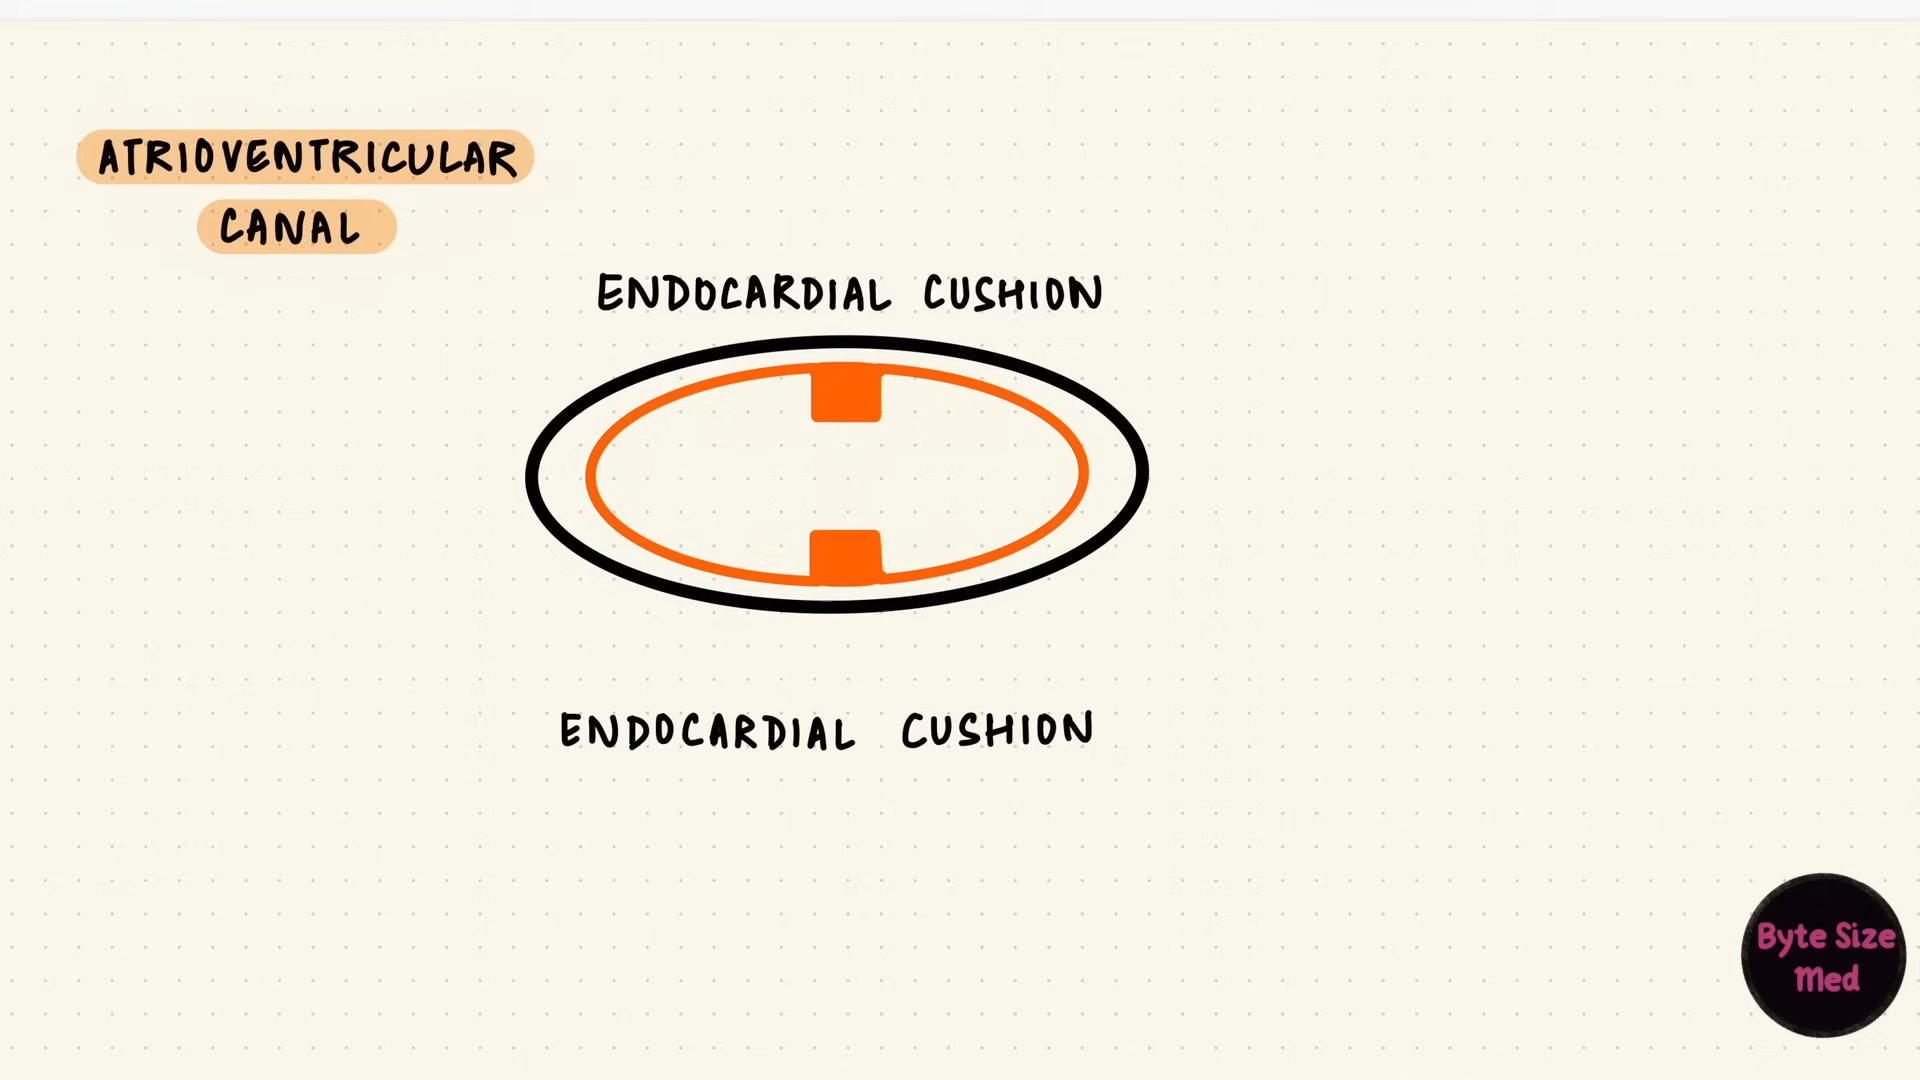 ATRIOVENTRICULAR
CANAL
ENDOCARDIAL CUSHION
ENDOCARDIAL CUSHION
Byte Size
Med